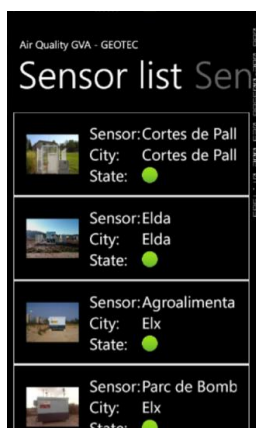 Air Quality GVA - GEOTEC
Sensor list Sen
Sensor: Cortes de Pall
City: Cortes de Pall
State:
Sensor: Elda
City: Elda
State:
Sensor: Agroalimenta
City: Elx
State:
Sensor: Parc de Bomb
City: Elx
State: